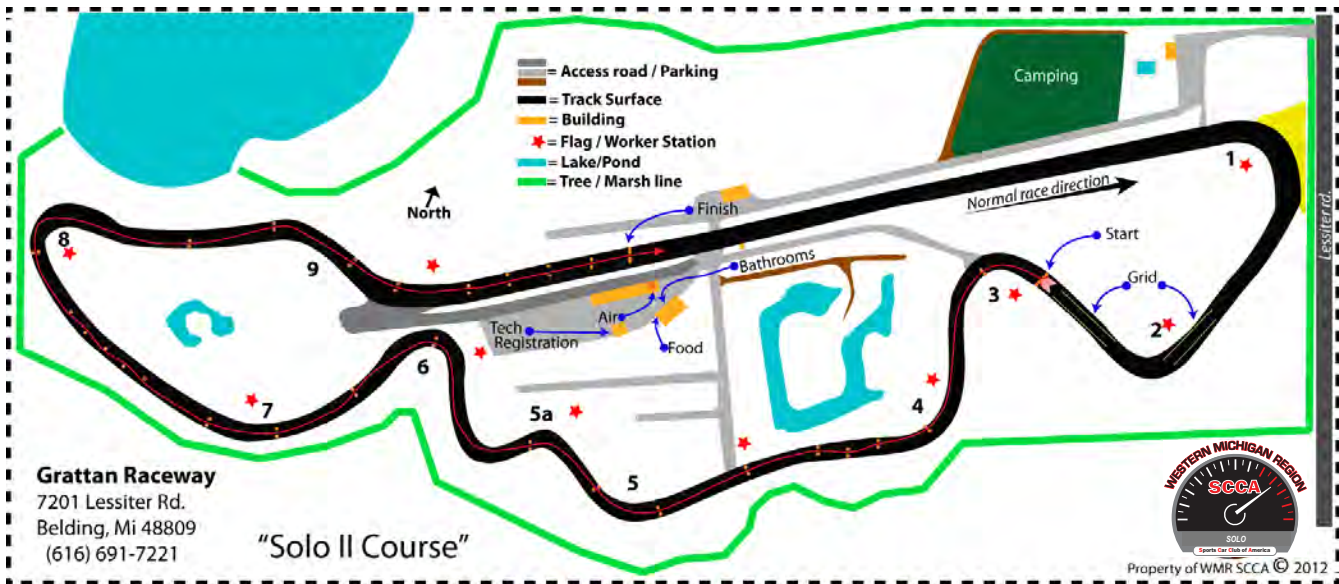 = Access road / Parking
= Track Surface
= Building
= Flag / Worker Station
= Lake/Pond
= Tree / Marsh line
Camping
North
Finish
Normal race direction
1
Lessiter rd.
Start
8
9
Bathrooms
3
Grid
2
Air
Tech
Registration
Food
6
7
5a
4
5
Grattan Raceway
7201 Lessiter Rd.
Belding, Mi 48809
(616) 691-7221
"Solo II Course"
WESTERN MICHIGAN REGION
SCCA
SOLO
Sports Car Club of America
Property of WMR SCCA © 2012